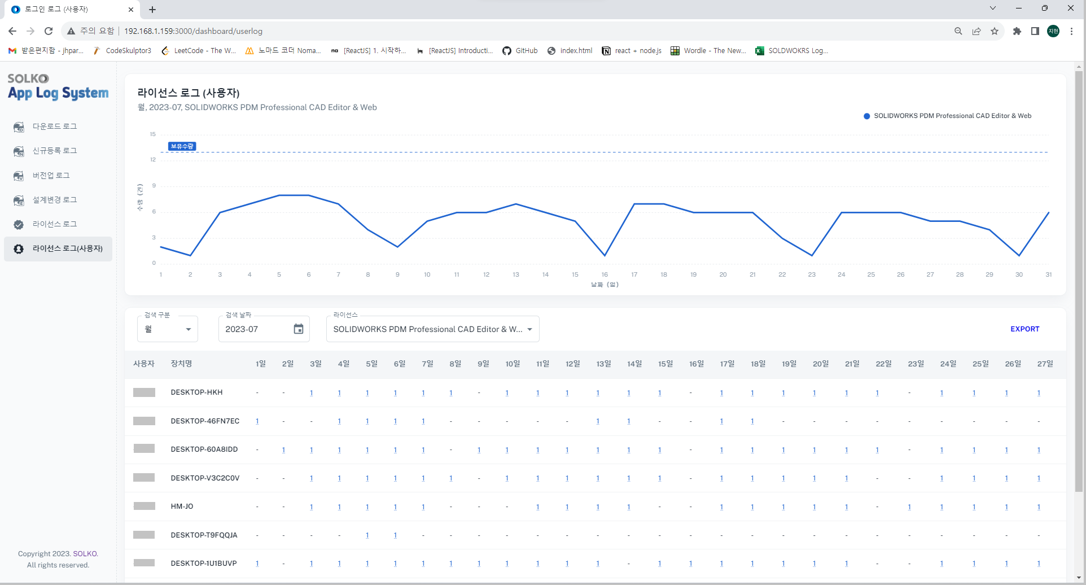 로그인 로그 (사용자)
주의 요함 192.168.1.159:3000/dashboard/userlog
받은편지함 - jhpar... CodeSkulptor3 LeetCode - The W... 노마드 코더 Noma... [ReactJS] 1. 시작하... [ReactJS] Introducti... GitHub index.html react + node.js Wordle - The New... SOLDWOKRS Log...
지현
SOLKO
App Log System
다운로드 로그
신규등록 로그
버전업 로그
설계변경 로그
라이선스 로그
라이선스 로그(사용자)
Copyright 2023. SOLKO.
All rights reserved.
라이선스 로그 (사용자)
월, 2023-07, SOLIDWORKS PDM Professional CAD Editor & Web
SOLIDWORKS PDM Professional CAD Editor & Web
수량 (건)
15
보유수량
12
9
6
3
0
1 2 3 4 5 6 7 8 9 10 11 12 13 14 15 16 17 18 19 20 21 22 23 24 25 26 27 28 29 30 31
날짜 (일)
검색 구분 검색 날짜 라이선스
월 2023-07 SOLIDWORKS PDM Professional CAD Editor & W... EXPORT
사용자 장치명 1일 2일 3일 4일 5일 6일 7일 8일 9일 10일 11일 12일 13일 14일 15일 16일 17일 18일 19일 20일 21일 22일 23일 24일 25일 26일 27일
DESKTOP-HKH - - 1 1 1 1 1 1 - 1 1 1 1 1 1 - 1 1 1 1 1 1 - 1 1 1 1
DESKTOP-46FN7EC 1 - - 1 1 1 1 - - - - - 1 1 - - 1 1 - - - - - - - - -
DESKTOP-60A8IDD - 1 1 1 1 1 1 1 - 1 1 1 1 1 1 - 1 1 1 1 1 1 - 1 1 1 1
DESKTOP-V3C2C0V - - 1 1 1 1 1 1 - 1 1 1 1 1 1 - 1 1 1 1 1 - - 1 1 1 1
HM-JO - - 1 1 1 1 1 - - - 1 1 1 1 - - 1 1 1 1 1 - 1 1 1 1 1
DESKTOP-T9FQQJA - - - - 1 1 - - - - - - - - - - - - - - - - - - - - -
DESKTOP-1U1BUVP 1 - 1 1 1 1 1 1 1 1 1 1 1 - 1 1 1 1 1 1 1 1 - 1 1 1 1